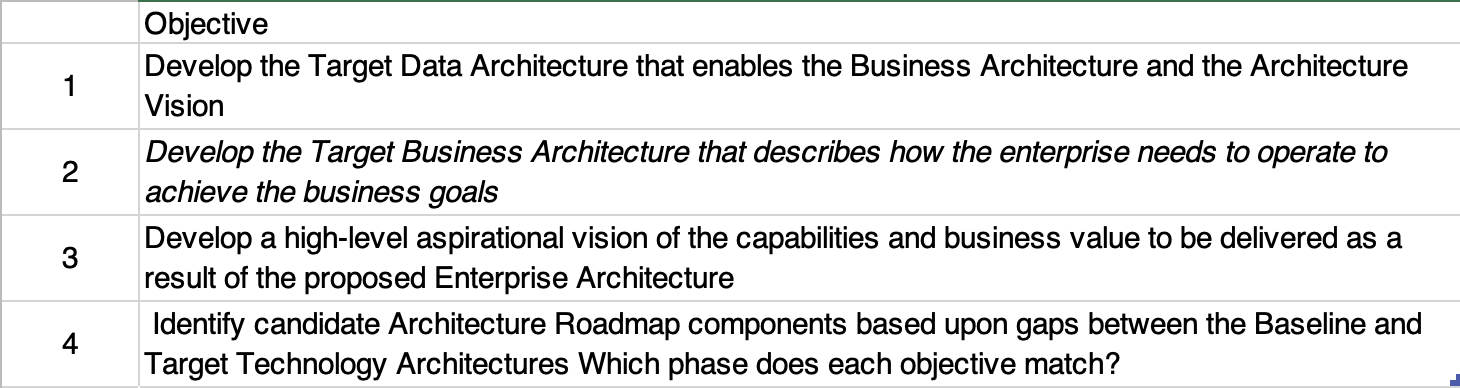 Objective
1
Develop the Target Data Architecture that enables the Business Architecture and the Architecture
Vision
2
Develop the Target Business Architecture that describes how the enterprise needs to operate to
achieve the business goals
3
Develop a high-level aspirational vision of the capabilities and business value to be delivered as a
result of the proposed Enterprise Architecture
4
Identify candidate Architecture Roadmap components based upon gaps between the Baseline and
Target Technology Architectures Which phase does each objective match?